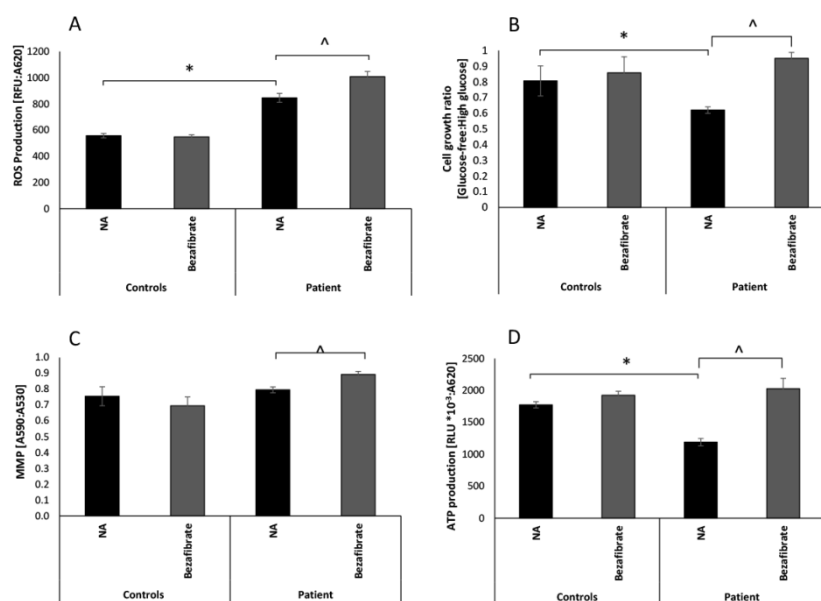 A
ROS Production [RFU:A620]
1200
1000
800
600
400
200
0
*
^
NA
Bezafibrate
NA
Bezafibrate
Controls
Patient
B
Cell growth ratio
[Glucose-free:High glucose]
1
0.9
0.8
0.7
0.6
0.5
0.4
0.3
0.2
0.1
0
*
^
NA
Bezafibrate
NA
Bezafibrate
Controls
Patient
C
MMP [A590:A530]
1.0
0.9
0.8
0.7
0.6
0.5
0.4
0.3
0.2
0.1
0.0
^
NA
Bezafibrate
NA
Bezafibrate
Controls
Patient
D
ATP production [RLU *10⁻³:A620]
2500
2000
1500
1000
500
0
*
^
NA
Bezafibrate
NA
Bezafibrate
Controls
Patient